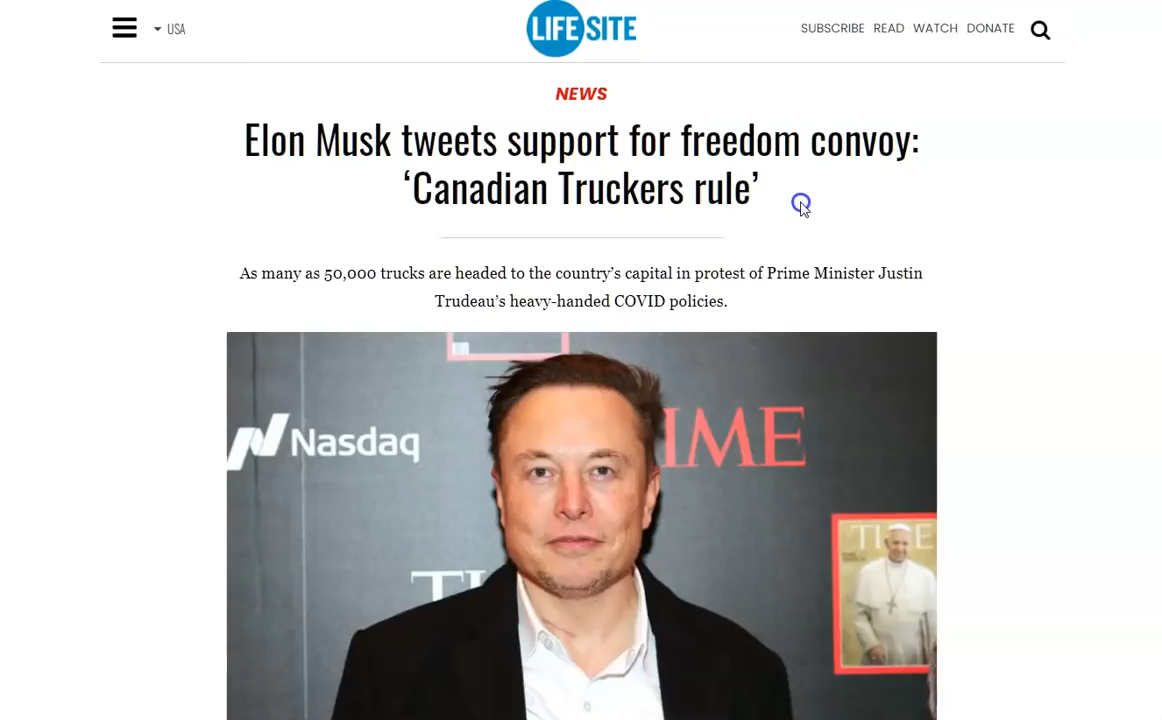 USA
LIFE SITE
SUBSCRIBE READ WATCH DONATE
NEWS
Elon Musk tweets support for freedom convoy:
‘Canadian Truckers rule’
As many as 50,000 trucks are headed to the country’s capital in protest of Prime Minister Justin
Trudeau’s heavy-handed COVID policies.
Nasdaq
TIME
TIME